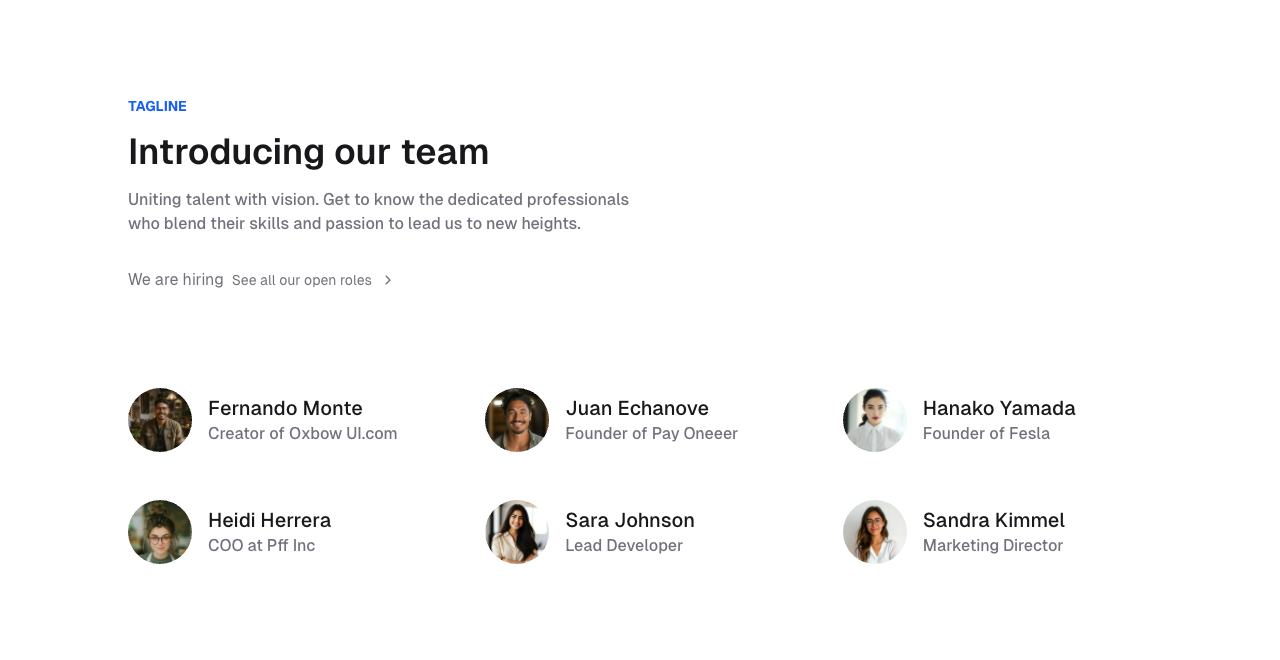 TAGLINE
Introducing our team
Uniting talent with vision. Get to know the dedicated professionals
who blend their skills and passion to lead us to new heights.
We are hiring See all our open roles
Fernando Monte
Creator of Oxbow UI.com
Juan Echanove
Founder of Pay Oneeer
Hanako Yamada
Founder of Fesla
Heidi Herrera
COO at Pff Inc
Sara Johnson
Lead Developer
Sandra Kimmel
Marketing Director